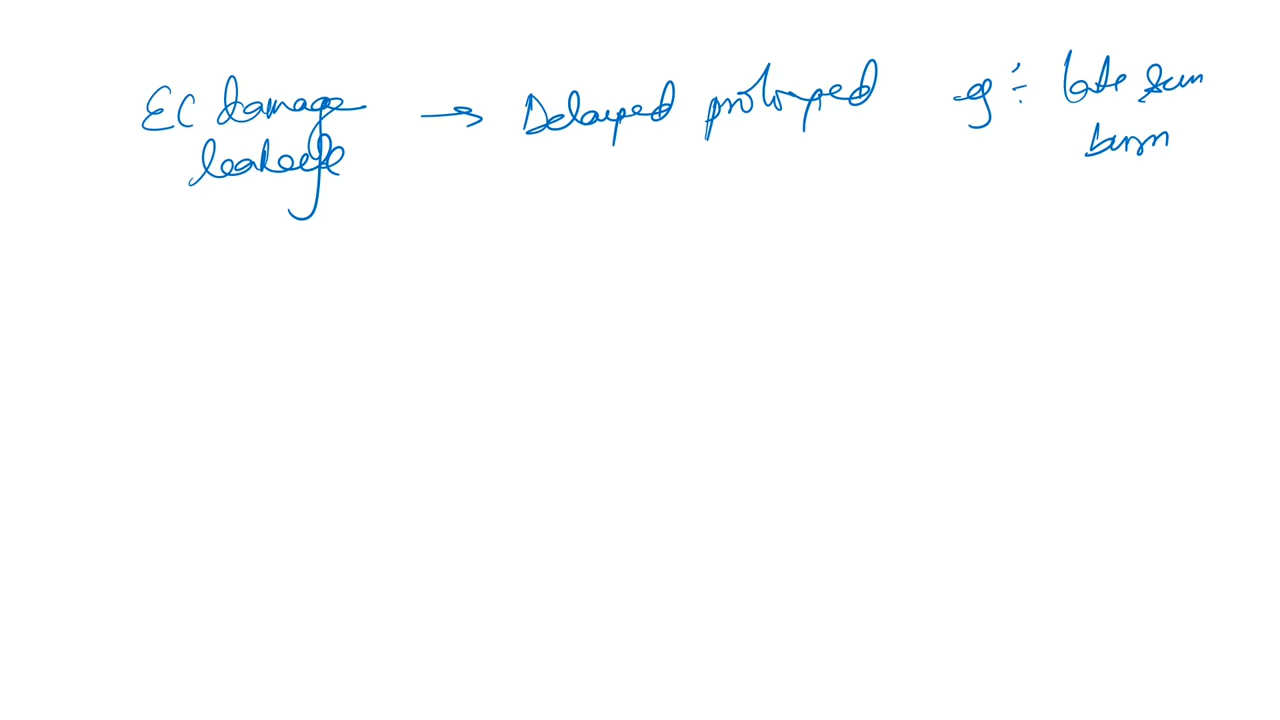 EC damage → Delayed prolonged eg :- late sun
leakage burn